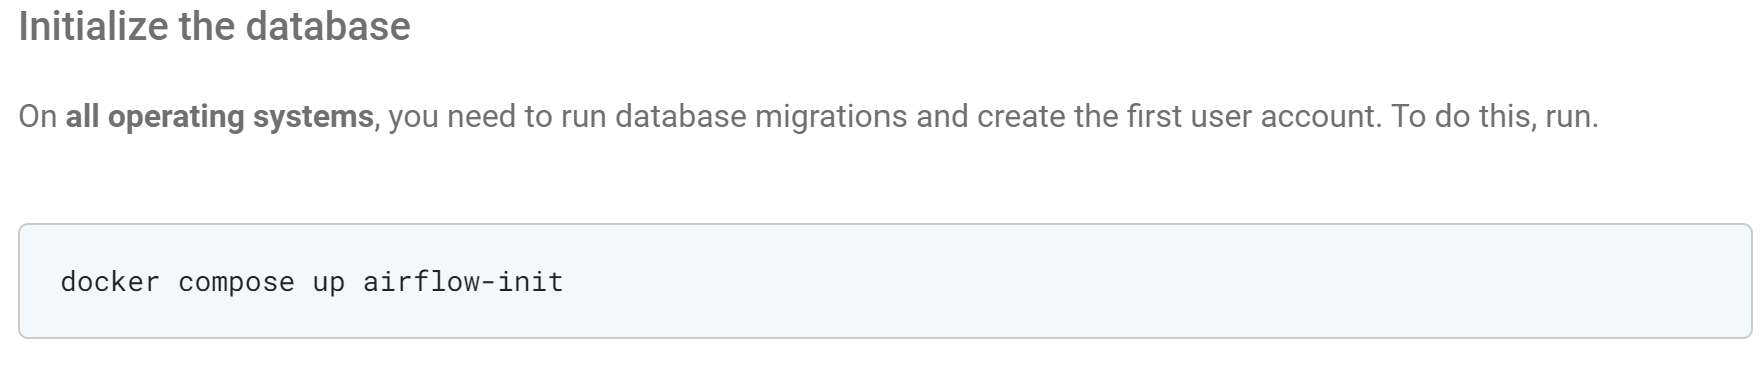 Initialize the database
On all operating systems, you need to run database migrations and create the first user account. To do this, run.
docker compose up airflow-init